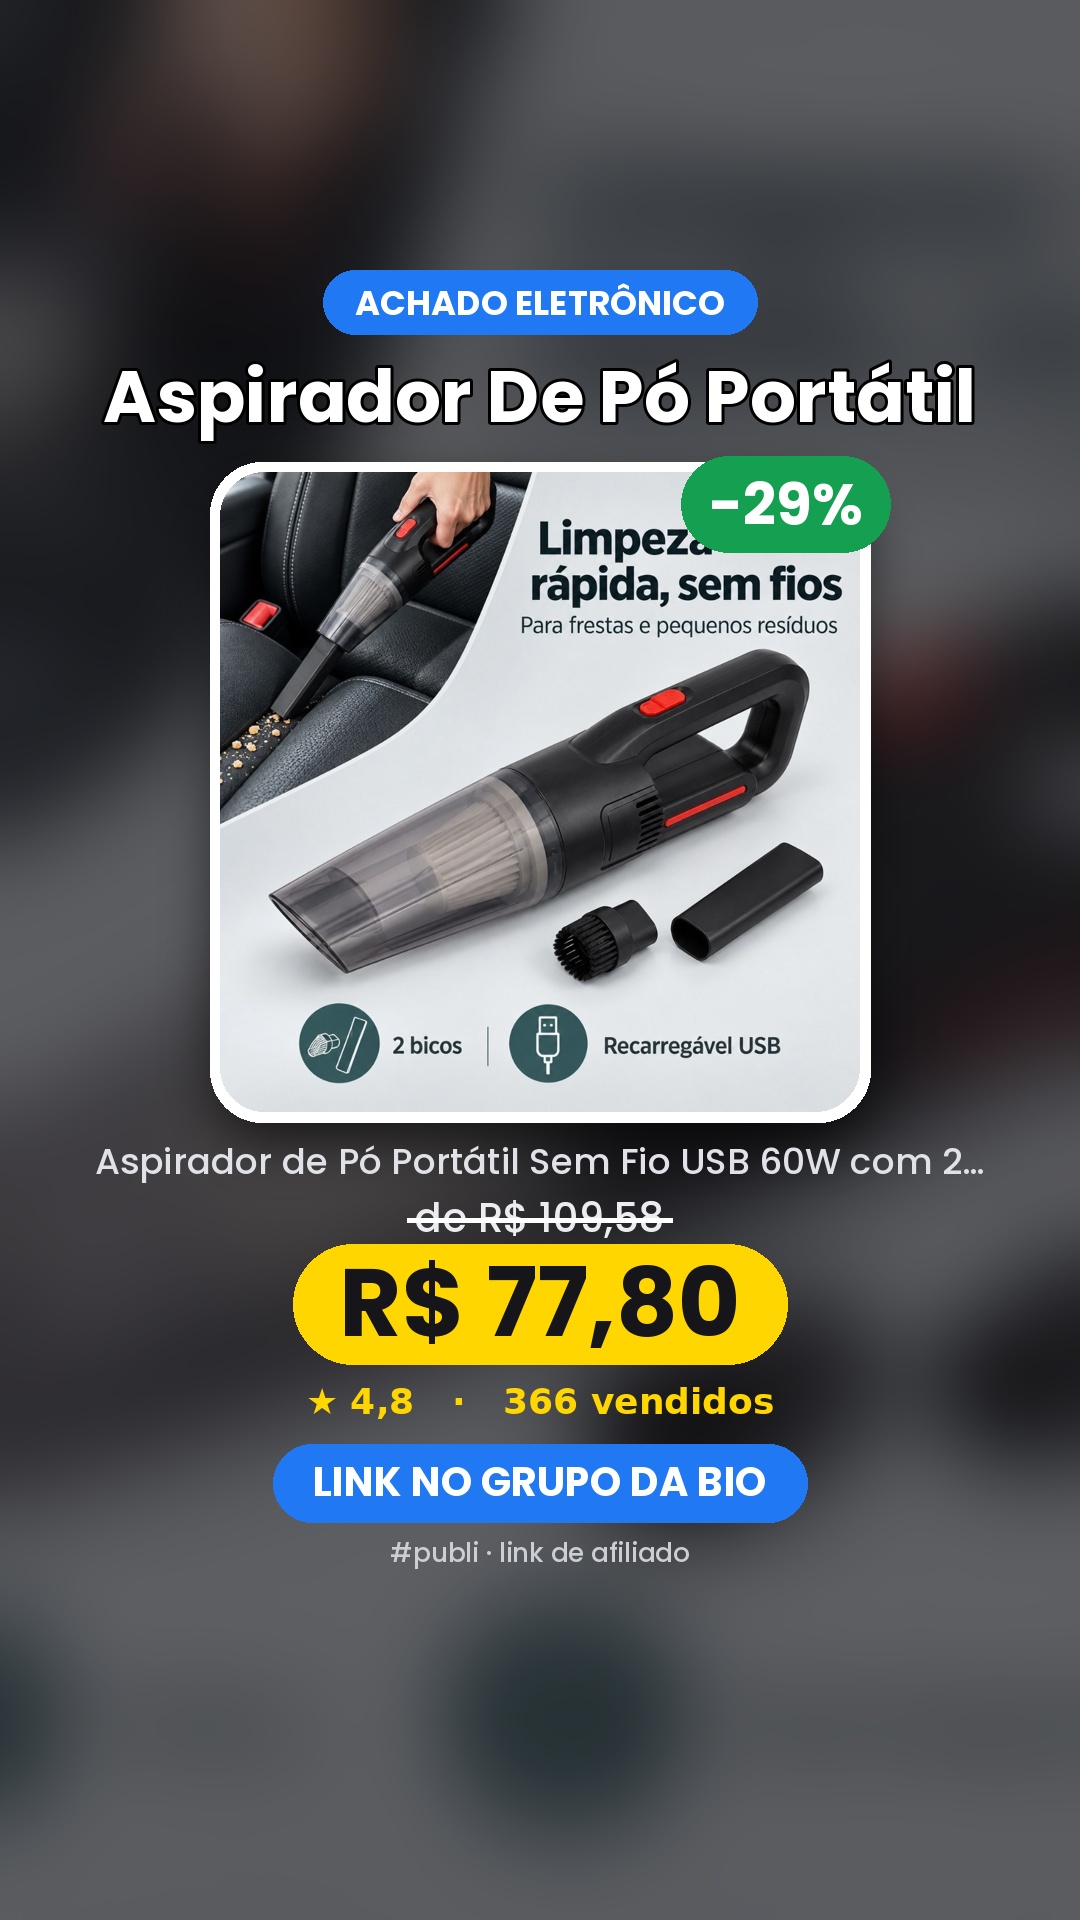 ACHADO ELETRÔNICO
Aspirador De Pó Portátil
-29%
Limpeza
rápida, sem fios
Para frestas e pequenos resíduos
2 bicos
Recarregável USB
Aspirador de Pó Portátil Sem Fio USB 60W com 2...
de R$ 109,58
R$ 77,80
★ 4,8 · 366 vendidos
LINK NO GRUPO DA BIO
#publi · link de afiliado